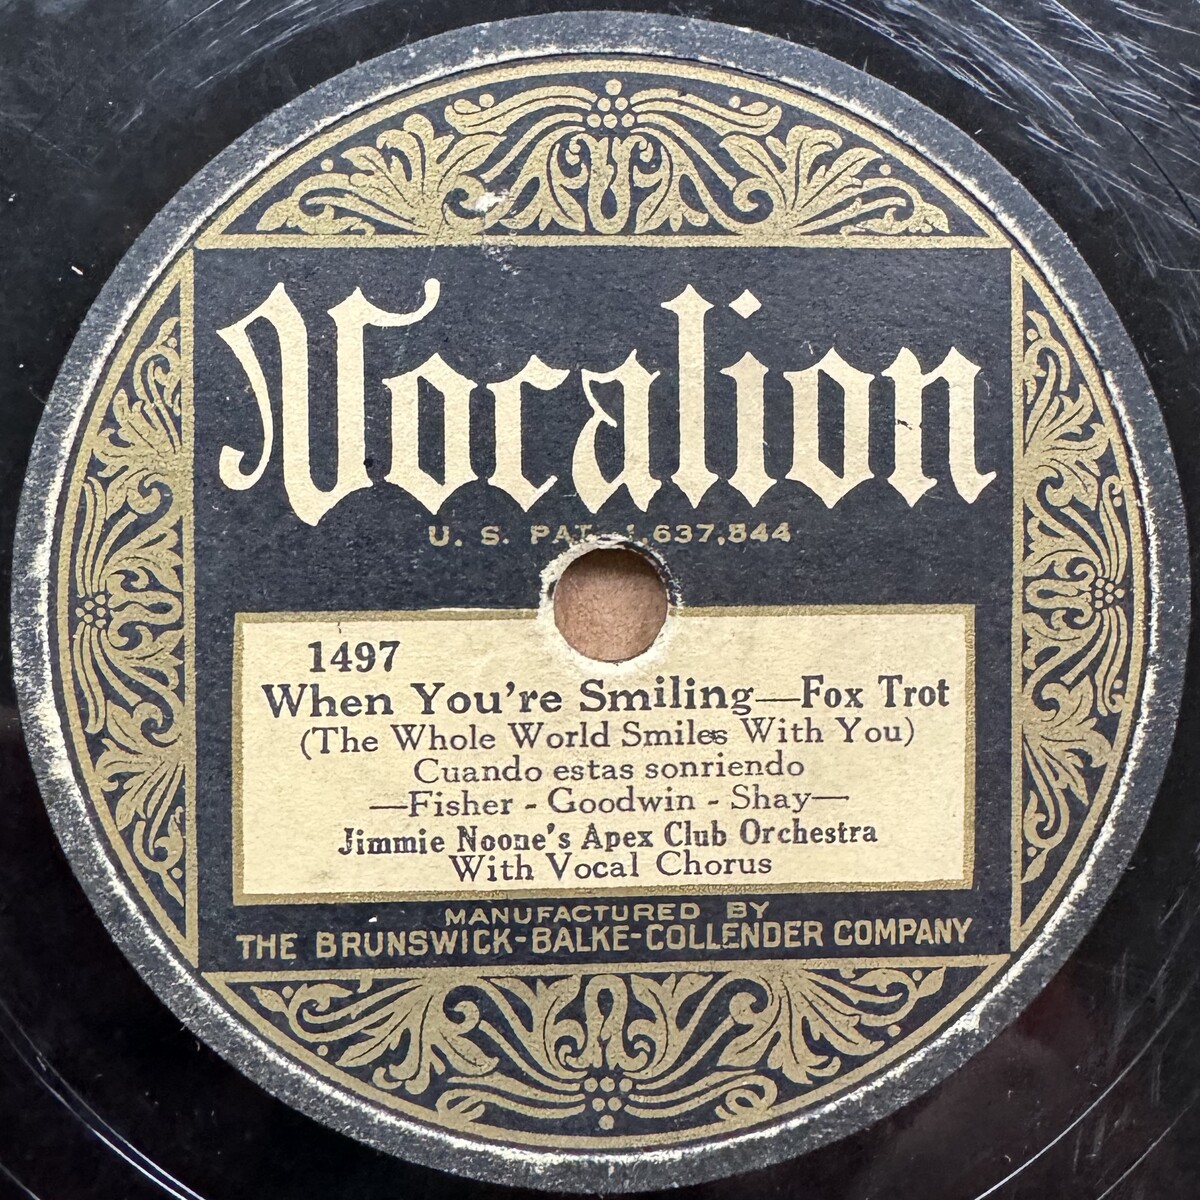 Vocalion
U. S. PAT. 1,637,544
1497
When You're Smiling—Fox Trot
(The Whole World Smiles With You)
Cuando estas sonriendo
—Fisher - Goodwin - Shay—
Jimmie Noone's Apex Club Orchestra
With Vocal Chorus
MANUFACTURED BY
THE BRUNSWICK-BALKE-COLLENDER COMPANY